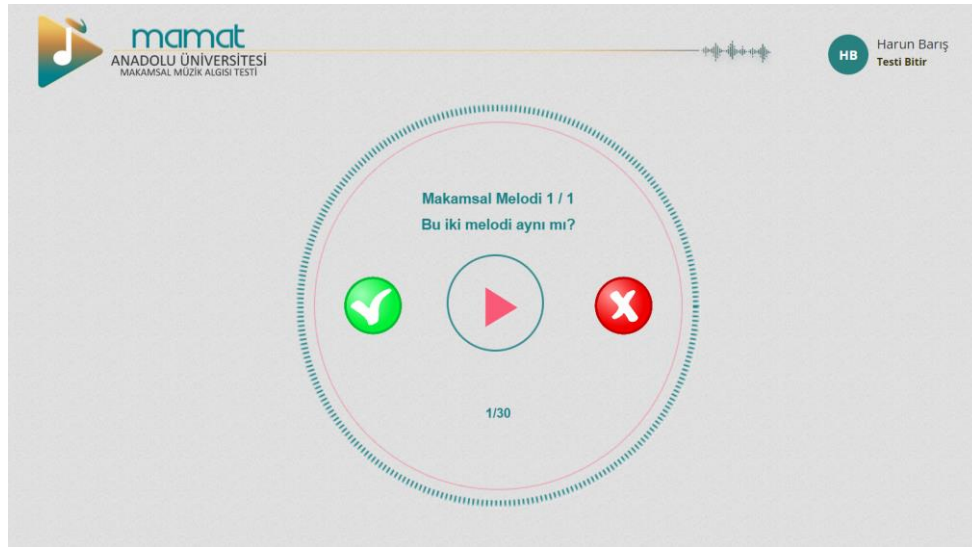 mamat
ANADOLU ÜNİVERSİTESİ
MAKAMSAL MÜZİK ALGISI TESTİ
HB
Harun Barış
Testi Bitir
Makamsal Melodi 1 / 1
Bu iki melodi aynı mı?
1/30